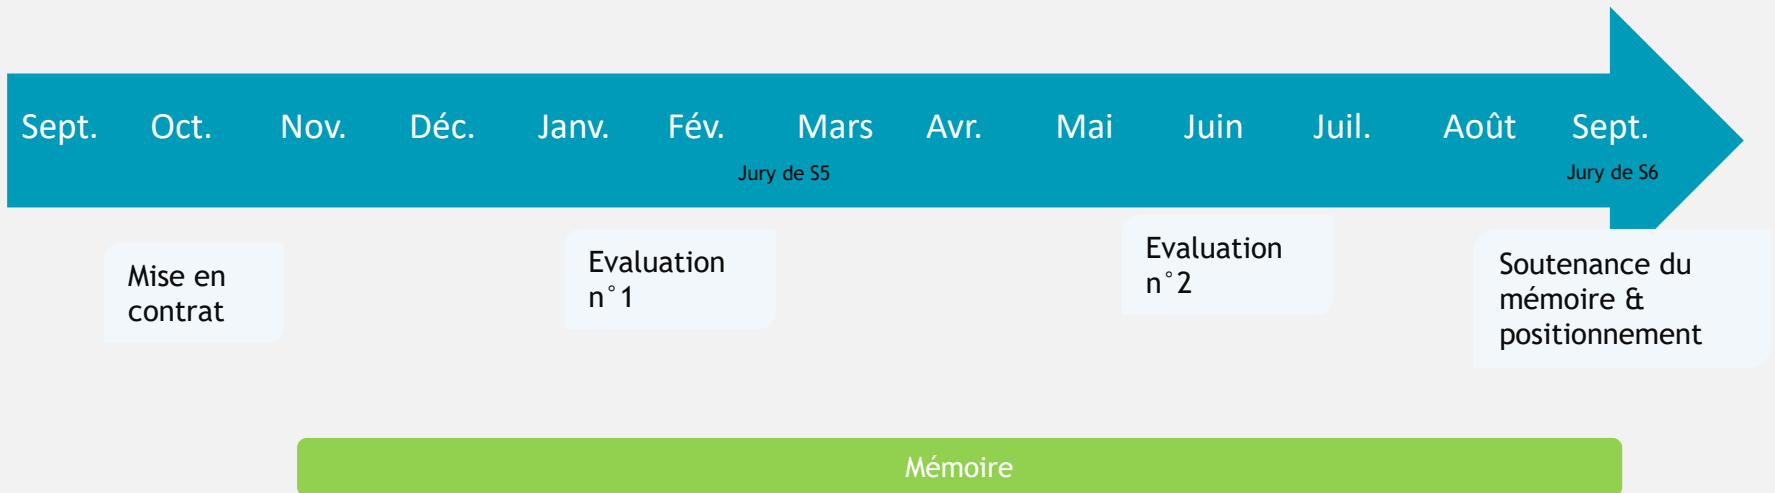 Sept. Oct. Nov. Déc. Janv. Fév. Mars Avr. Mai Juin Juil. Août Sept.
Jury de S5 Jury de S6
Mise en
contrat
Evaluation
n°1
Evaluation
n°2
Soutenance du
mémoire &
positionnement
Mémoire